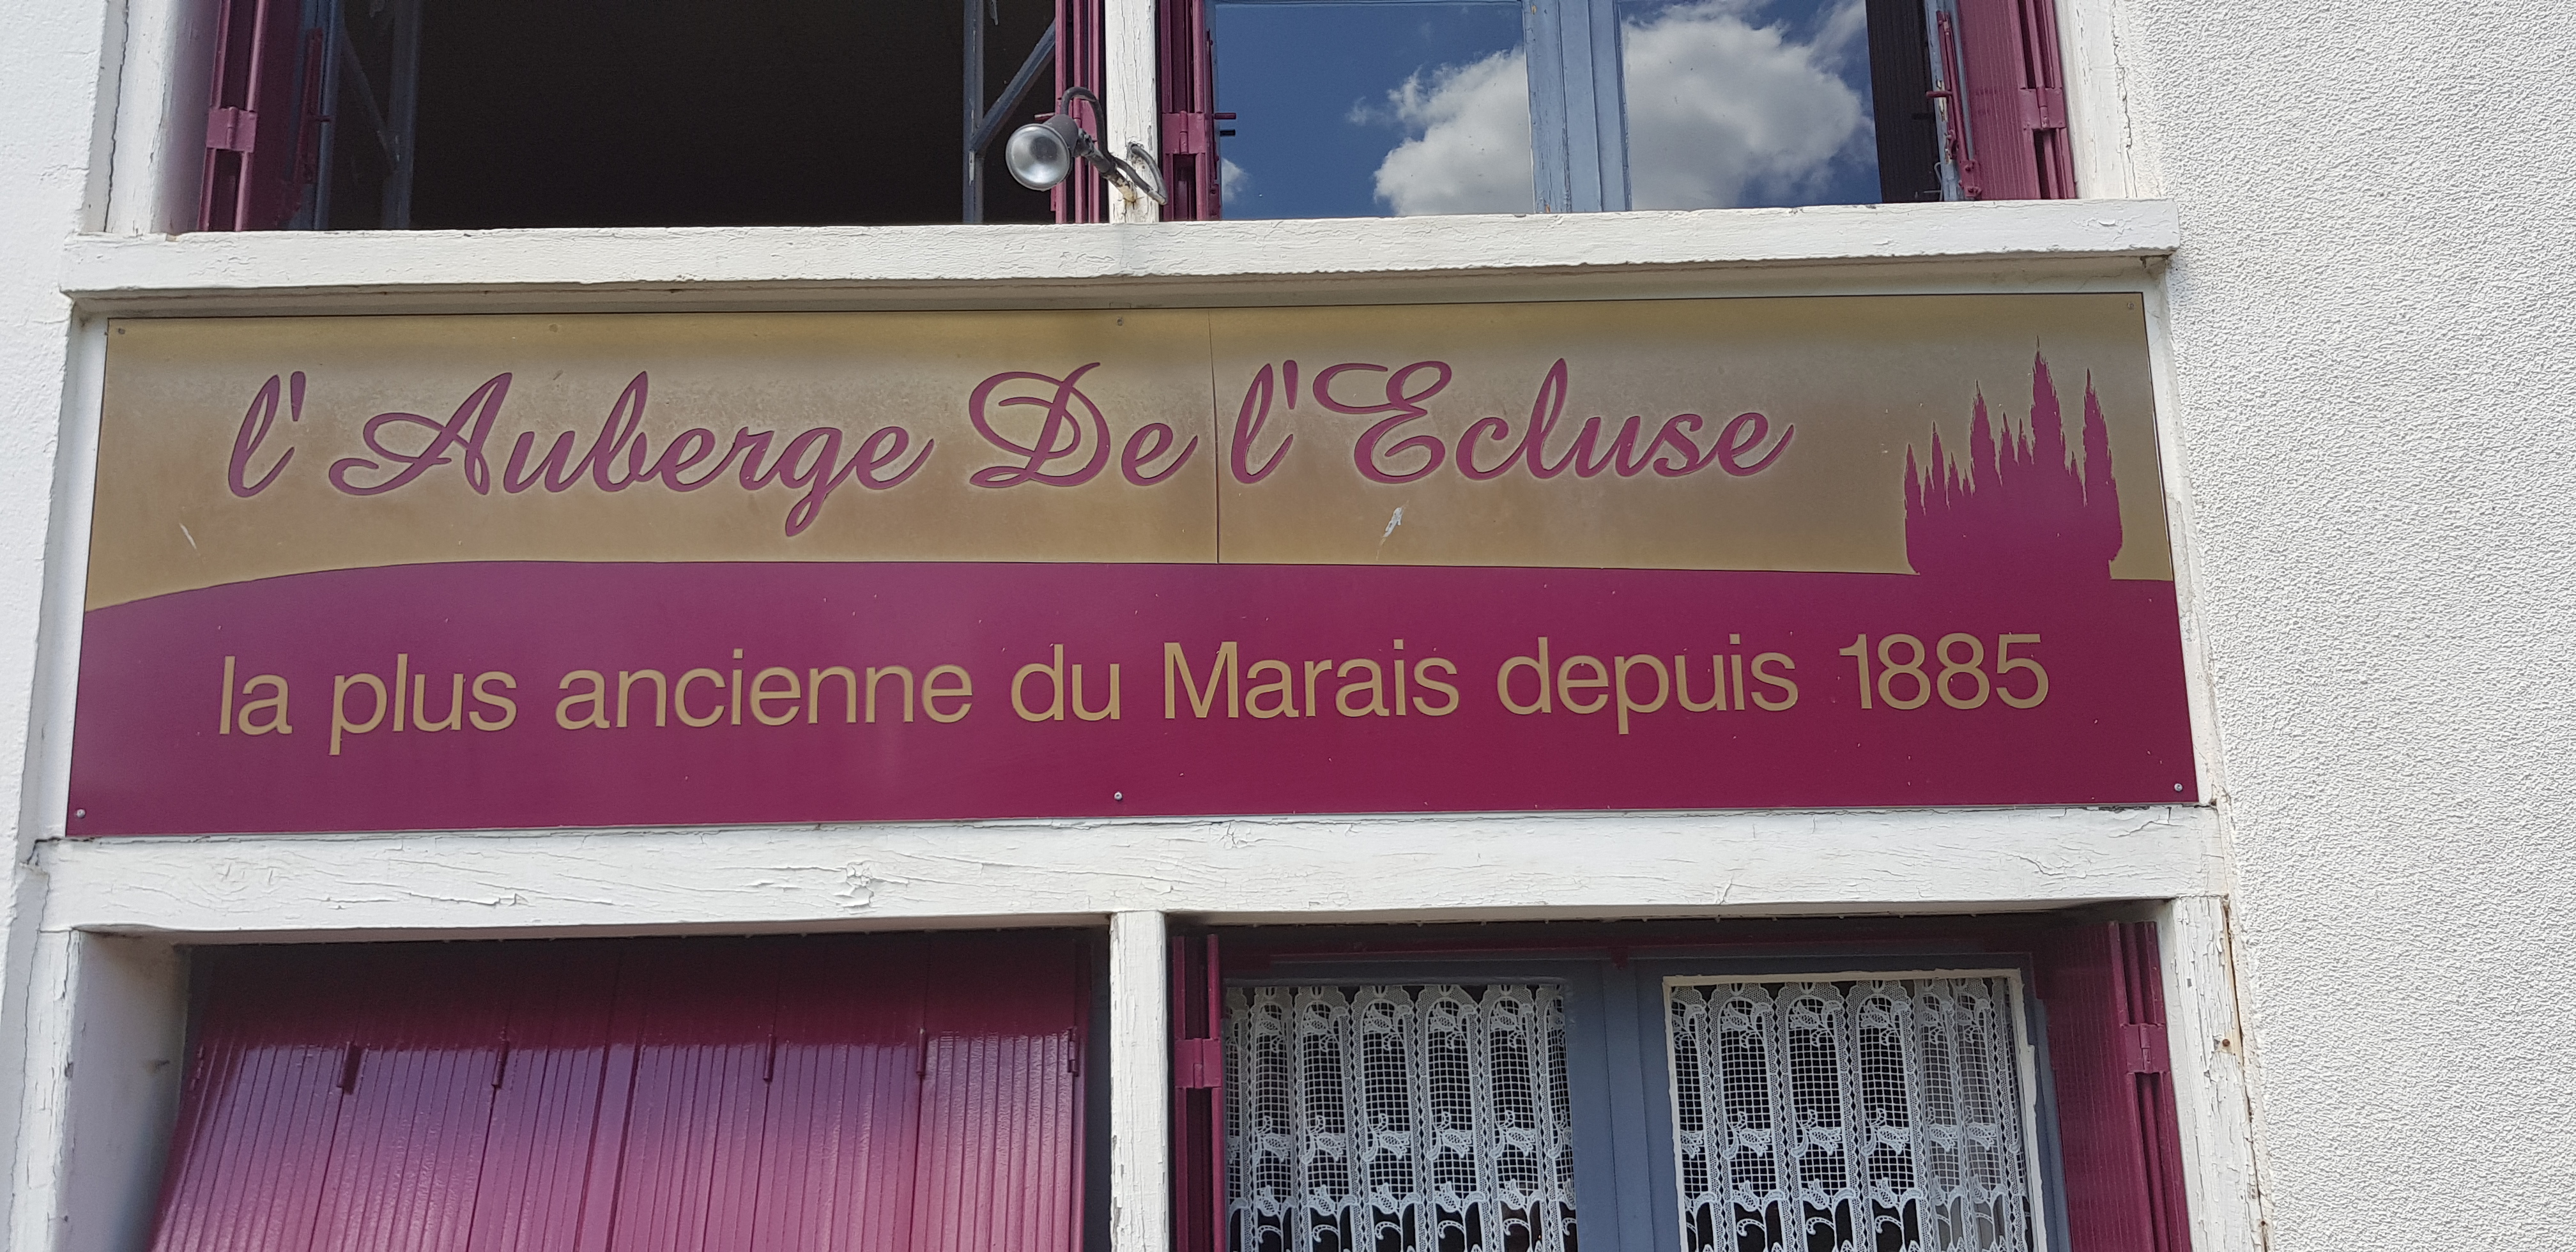 l'Auberge De l'Ecluse
la plus ancienne du Marais depuis 1885